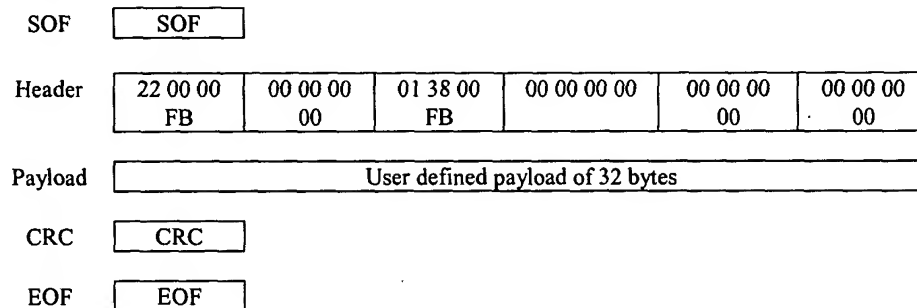 SOF SOF
Header 22 00 00 00 00 00 01 38 00 00 00 00 00 00 00 00 00 00 00
FB 00 FB 00 00
Payload User defined payload of 32 bytes
CRC CRC
EOF EOF